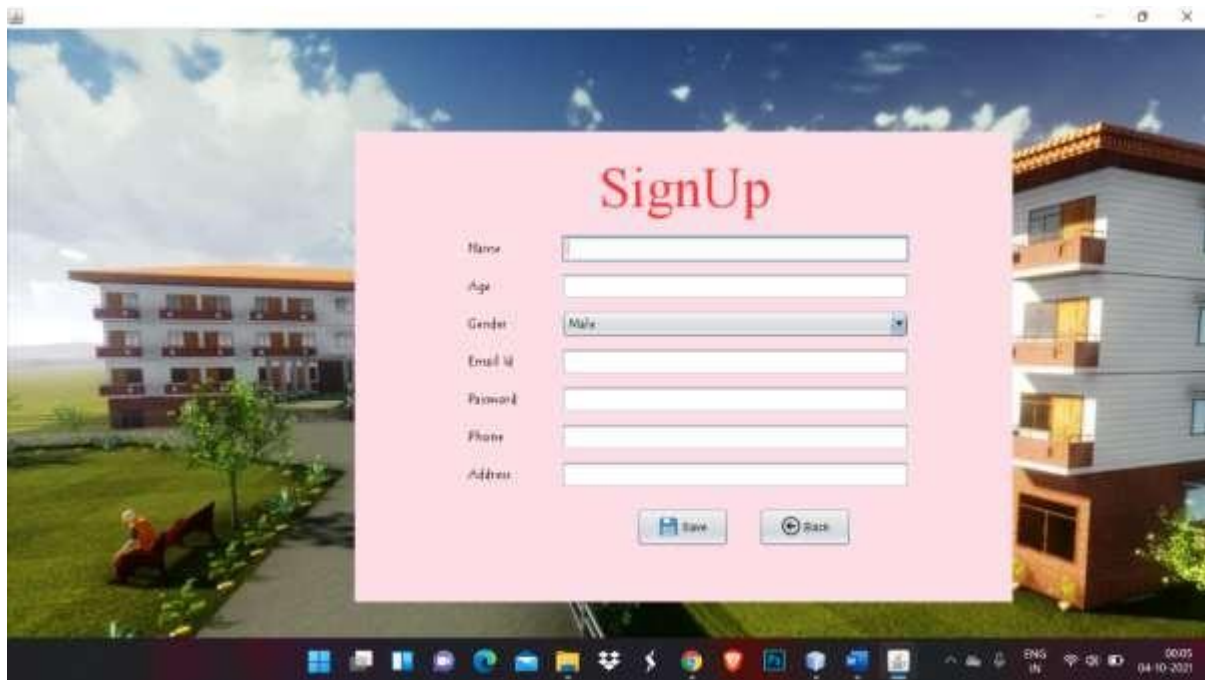 SignUp
Name
Age
Gender Male
Email Id
Password
Phone
Address
Save Back
ENG 00:05
IN 04-10-2021